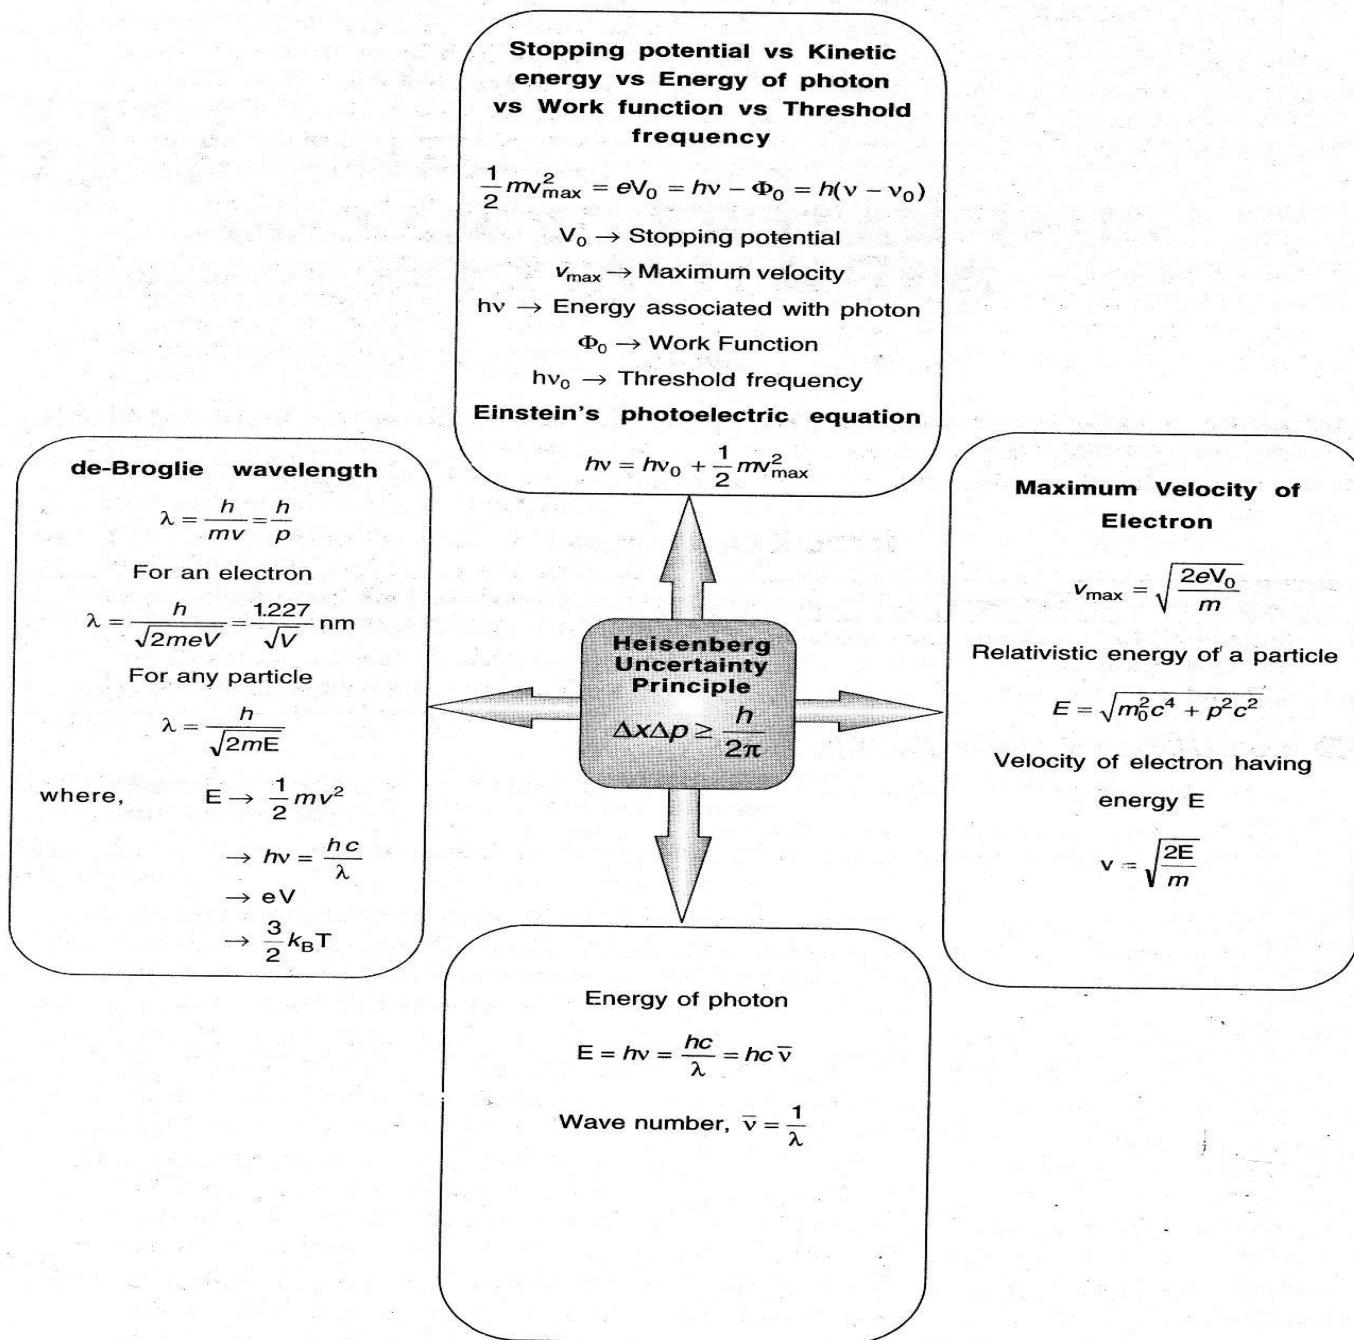 Stopping potential vs Kinetic
energy vs Energy of photon
vs Work function vs Threshold
frequency
1/2 mv²max = eV₀ = hν − Φ₀ = h(ν − ν₀)
V₀ → Stopping potential
vmax → Maximum velocity
hν → Energy associated with photon
Φ₀ → Work Function
hν₀ → Threshold frequency
Einstein's photoelectric equation
hν = hν₀ + 1/2 mv²max
de-Broglie wavelength
λ = h/mv = h/p
For an electron
λ = h/√2meV = 1.227/√V nm
For any particle
λ = h/√2mE
where, E → 1/2 mv²
→ hν = hc/λ
→ eV
→ 3/2 k_B T
Heisenberg
Uncertainty
Principle
ΔxΔp ≥ h/2π
Maximum Velocity of
Electron
vmax = √(2eV₀/m)
Relativistic energy of a particle
E = √(m₀²c⁴ + p²c²)
Velocity of electron having
energy E
v = √(2E/m)
Energy of photon
E = hν = hc/λ = hc ν̄
Wave number, ν̄ = 1/λ